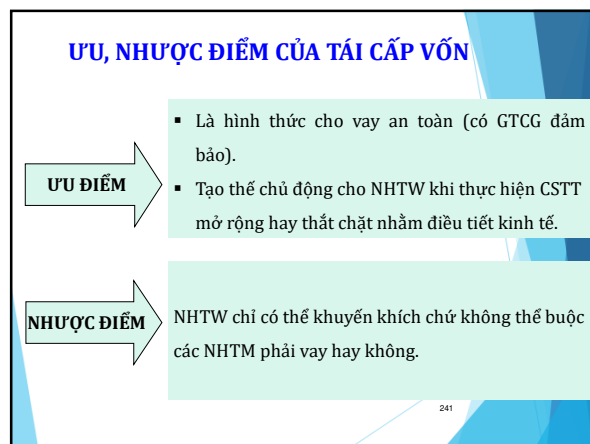 ƯU, NHƯỢC ĐIỂM CỦA TÁI CẤP VỐN
▪ Là hình thức cho vay an toàn (có GTCG đảm
bảo).
ƯU ĐIỂM
▪ Tạo thế chủ động cho NHTW khi thực hiện CSTT
mở rộng hay thắt chặt nhằm điều tiết kinh tế.
NHƯỢC ĐIỂM
NHTW chỉ có thể khuyến khích chứ không thể buộc
các NHTM phải vay hay không.
241